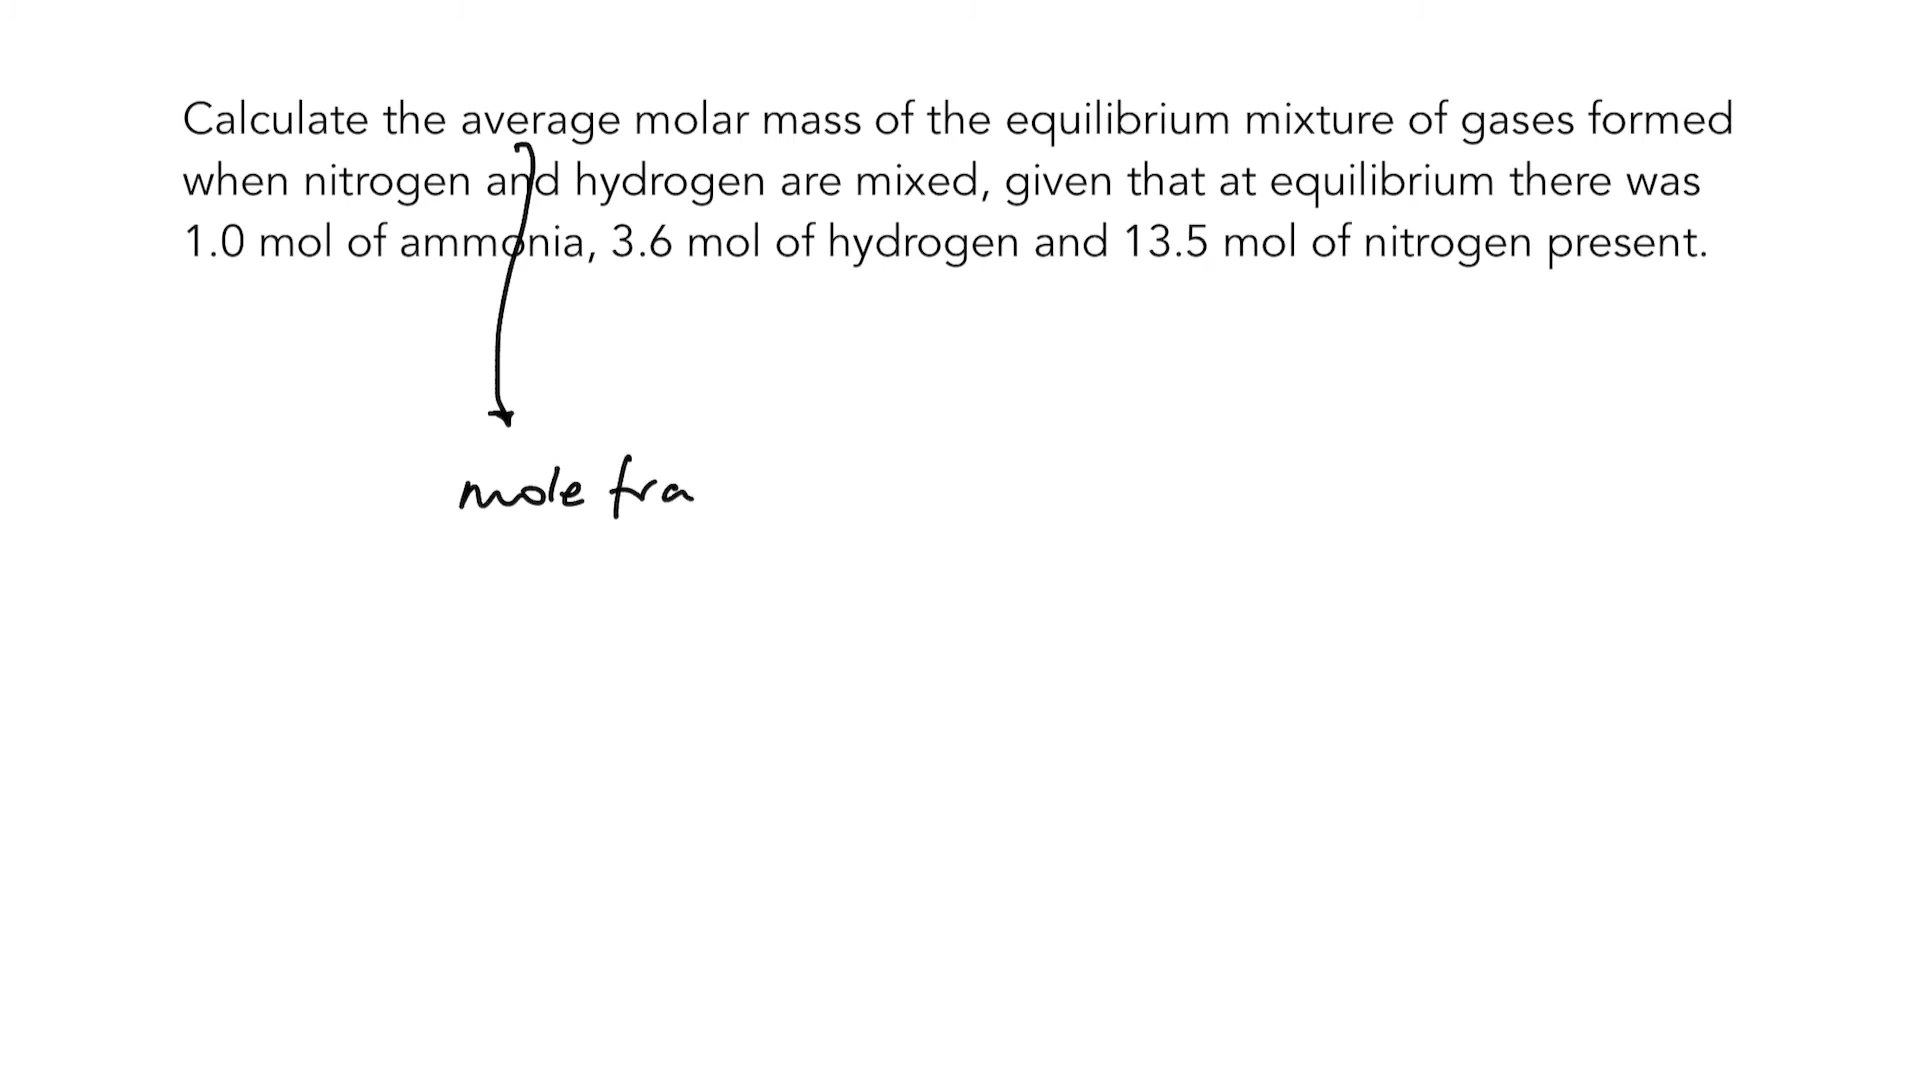 Calculate the average molar mass of the equilibrium mixture of gases formed
when nitrogen and hydrogen are mixed, given that at equilibrium there was
1.0 mol of ammonia, 3.6 mol of hydrogen and 13.5 mol of nitrogen present.
mole fra